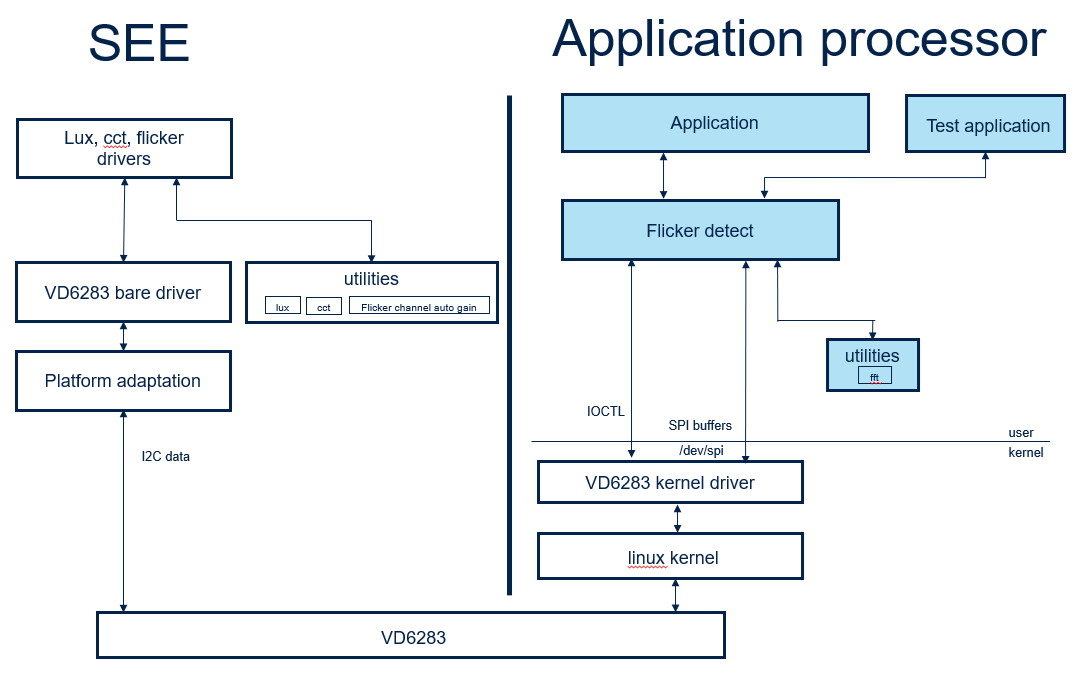 SEE
Application processor
Lux, cct, flicker
drivers
VD6283 bare driver
utilities
lux
cct
Flicker channel auto gain
Platform adaptation
I2C data
Application
Test application
Flicker detect
utilities
fft
IOCTL
SPI buffers
/dev/spi
user
kernel
VD6283 kernel driver
linux kernel
VD6283